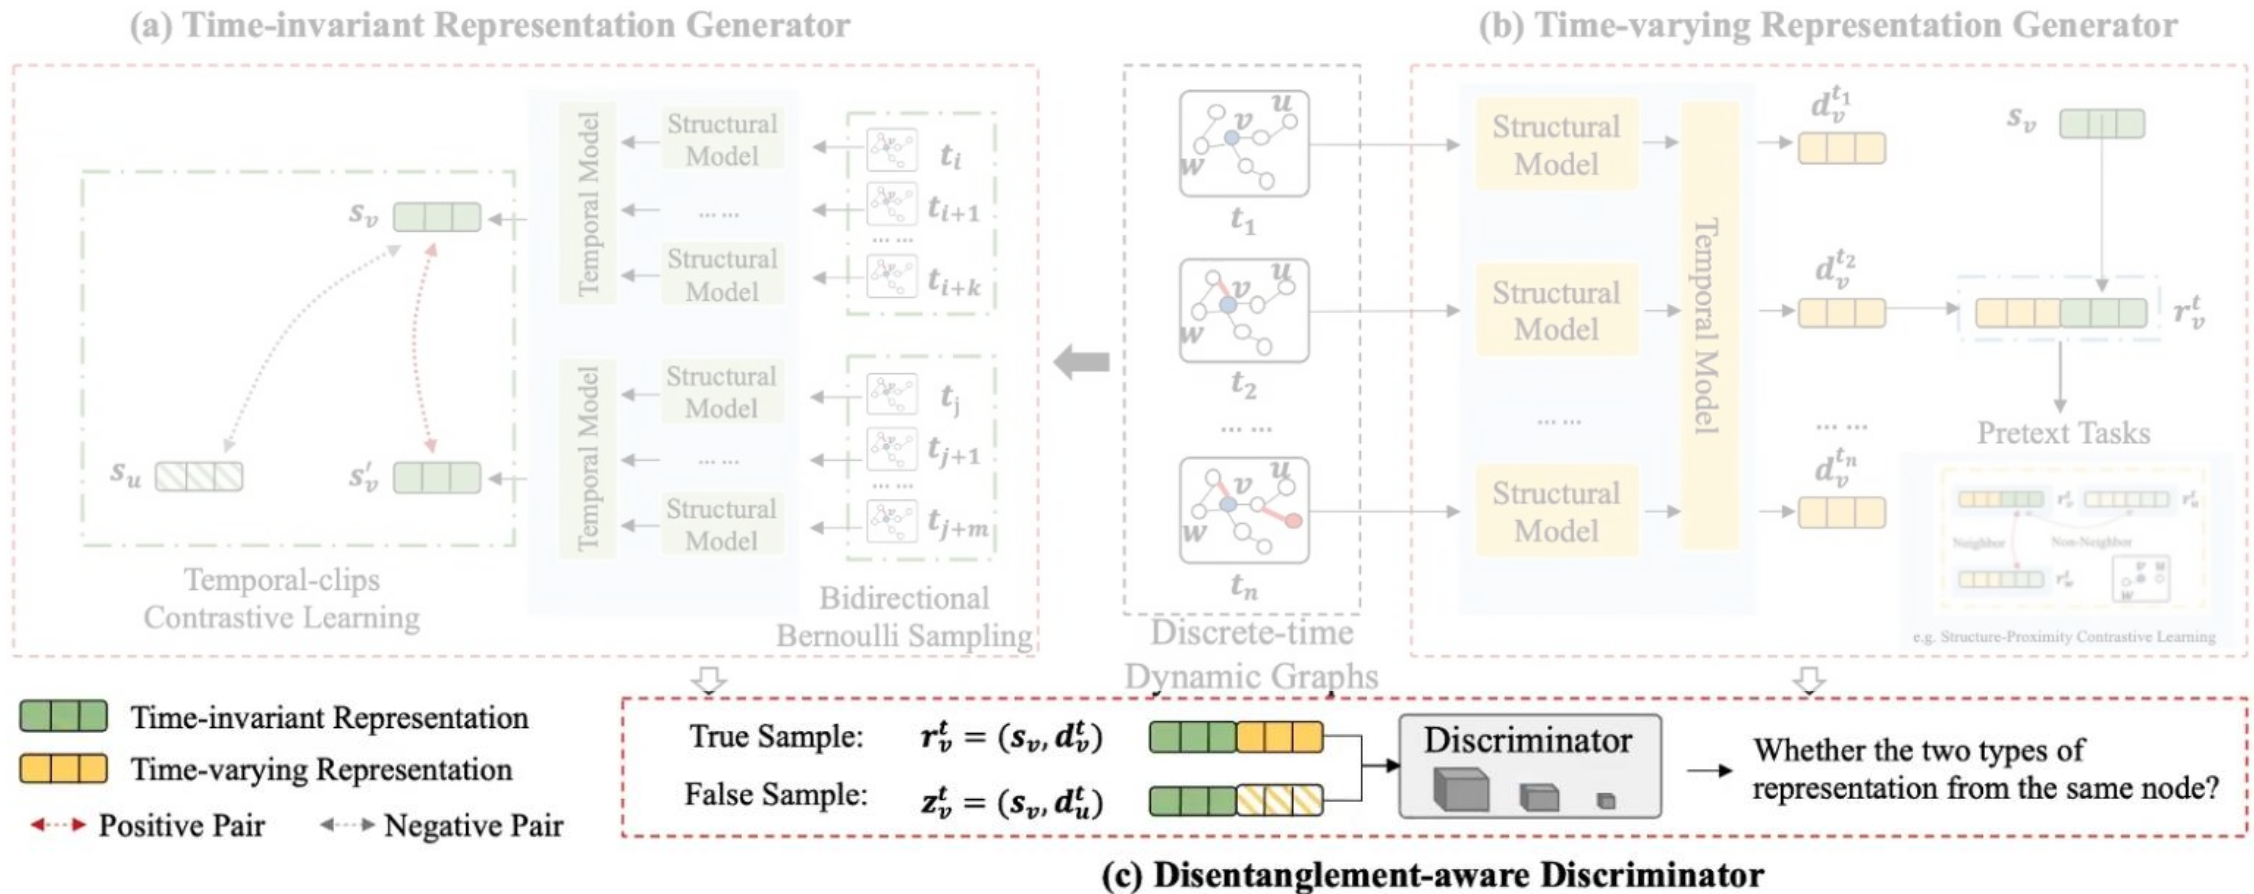 (a) Time-invariant Representation Generator
(b) Time-varying Representation Generator
Temporal Model
Structural
Model
... ...
Structural
Model
t_i
t_{i+1}
... ...
t_{i+k}
s_v
Temporal Model
Structural
Model
... ...
Structural
Model
t_j
t_{j+1}
... ...
t_{j+m}
s_u
s'_v
Temporal-clips
Contrastive Learning
Bidirectional
Bernoulli Sampling
u
v
w
t_1
u
v
w
t_2
... ...
u
v
w
t_n
Discrete-time
Dynamic Graphs
Structural
Model
Structural
Model
... ...
Structural
Model
Temporal Model
d_v^{t_1}
d_v^{t_2}
... ...
d_v^{t_n}
s_v
r_v^t
Pretext Tasks
Neighbor
Non-Neighbor
e.g. Structure-Proximity Contrastive Learning
Time-invariant Representation
Time-varying Representation
Positive Pair
Negative Pair
True Sample: r_v^t = (s_v, d_v^t)
False Sample: z_v^t = (s_v, d_u^t)
Discriminator
Whether the two types of
representation from the same node?
(c) Disentanglement-aware Discriminator